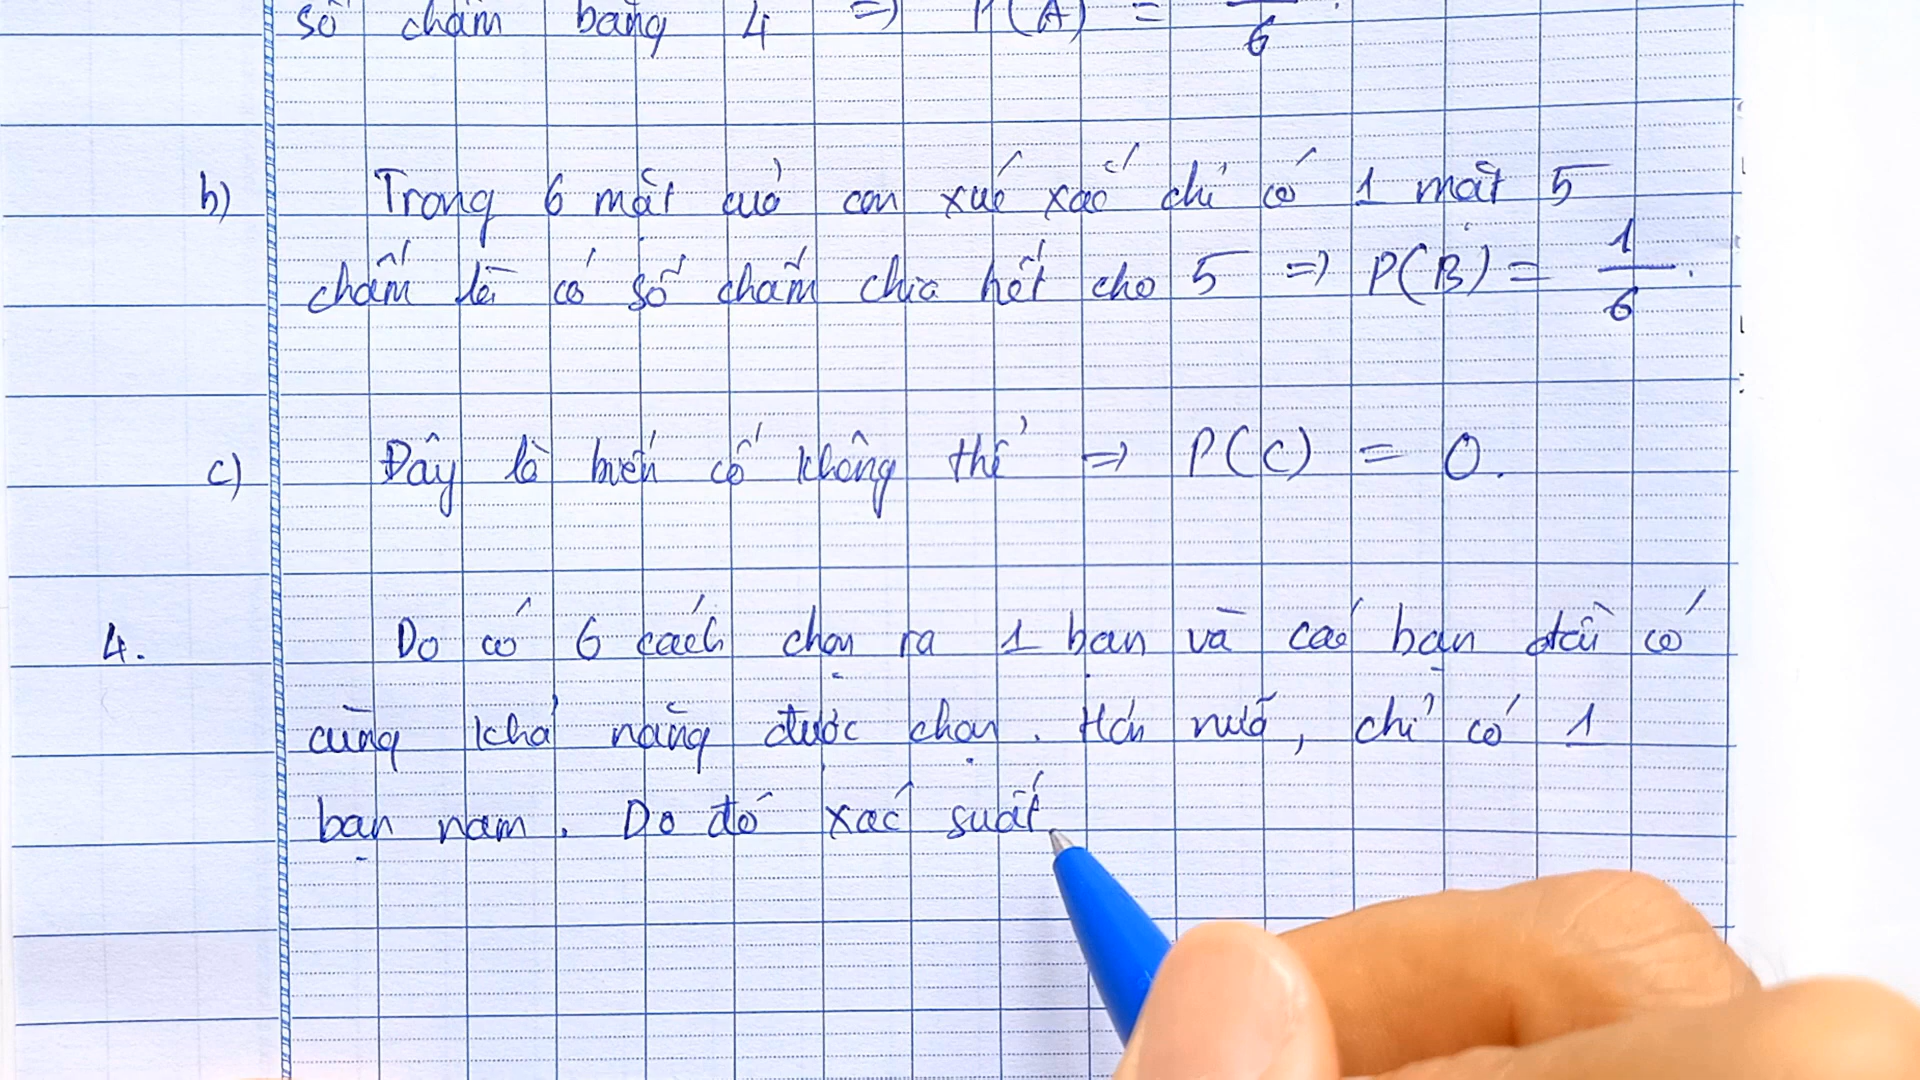 số chấm bằng 4 => P(A) = 6
b) Trong 6 mặt của con xúc xắc chỉ có 1 mặt 5
chấm là có số chấm chia hết cho 5 => P(B) = 1/6.
c) Đây là biến cố không thể => P(C) = 0.
4. Do có 6 cách chọn ra 1 bạn và các bạn đều có
cùng khả năng được chọn. Hơn nữa, chỉ có 1
bạn nam. Do đó xác suất